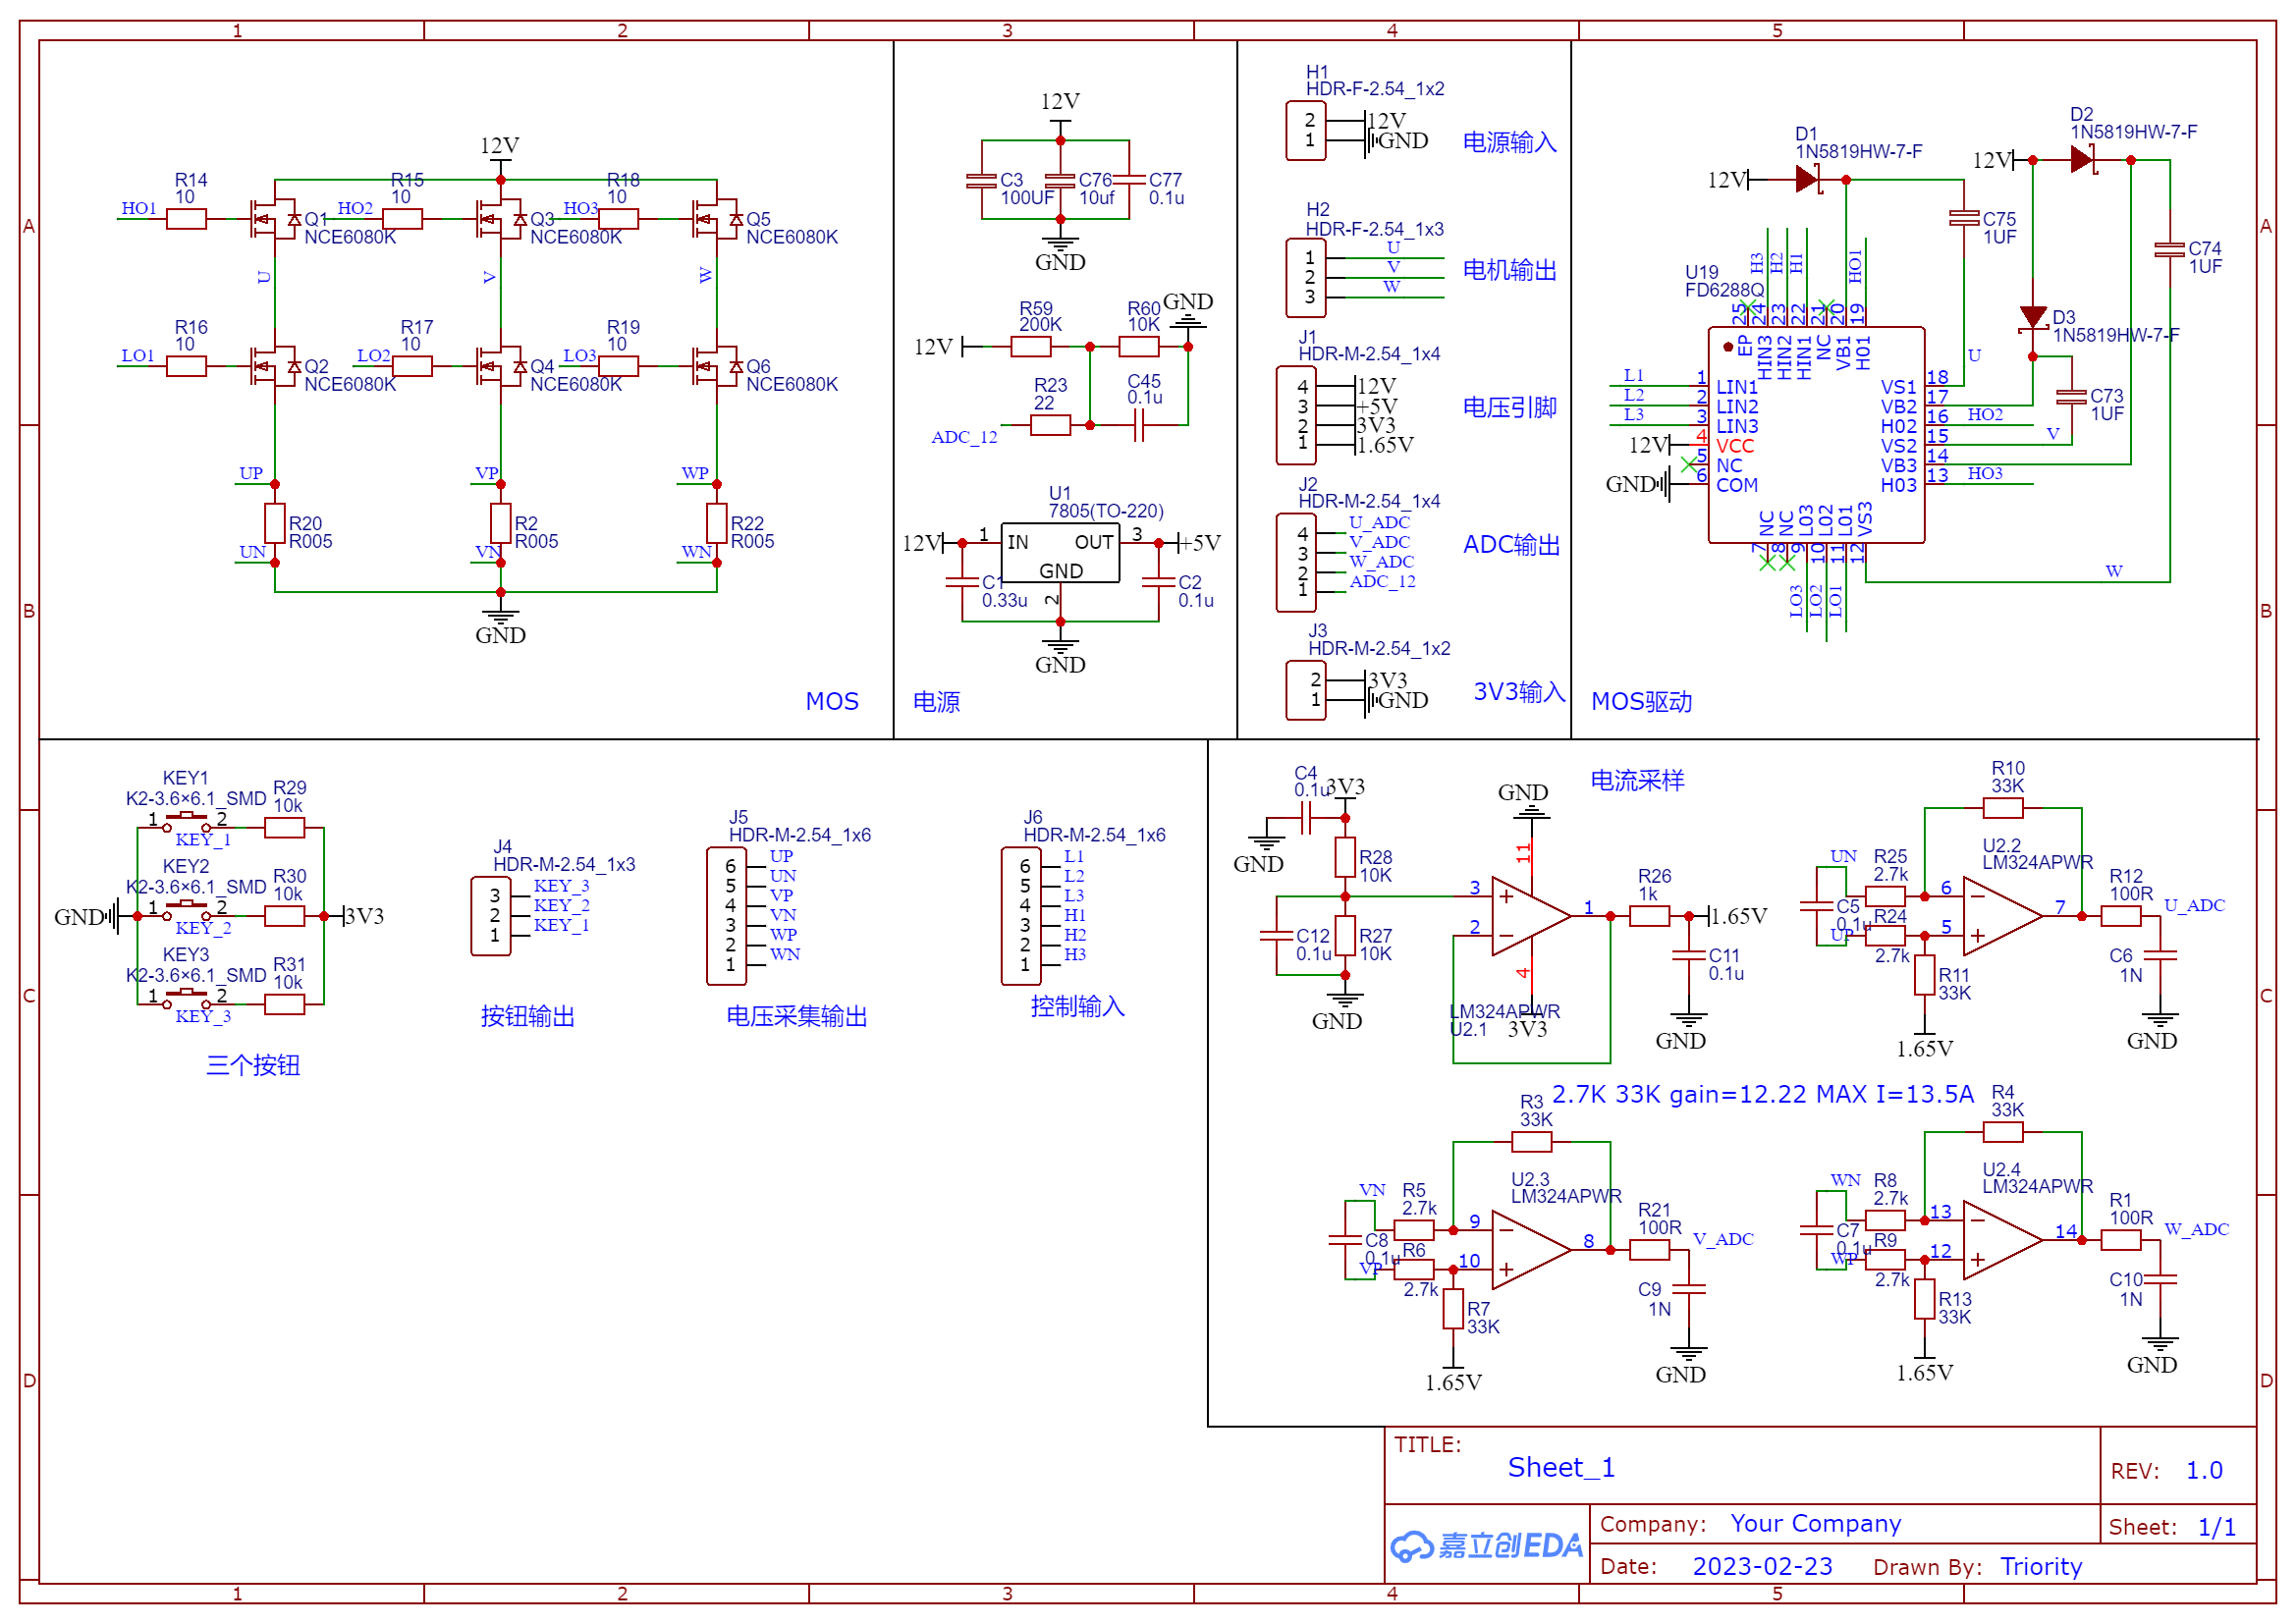 1 2 3 4 5
A
B
C
D
12V
R14
10
HO1
Q1
NCE6080K
R15
10
HO2
Q3
NCE6080K
R18
10
HO3
Q5
NCE6080K
U
V
W
R16
10
LO1
Q2
NCE6080K
R17
10
LO2
Q4
NCE6080K
R19
10
LO3
Q6
NCE6080K
UP
R20
R005
UN
VP
R2
R005
VN
WP
R22
R005
WN
GND
MOS
12V
C3
100UF
C76
10uf
C77
0.1u
GND
12V
R59
200K
R60
10K
GND
R23
22
C45
0.1u
ADC_12
U1
7805(TO-220)
12V
1 IN
OUT 3
GND
2
+5V
C1
0.33u
C2
0.1u
GND
电源
H1
HDR-F-2.54_1x2
2 12V
1 GND
电源输入
H2
HDR-F-2.54_1x3
1 U
2 V
3 W
电机输出
J1
HDR-M-2.54_1x4
4 12V
3 +5V
2 3V3
1 1.65V
电压引脚
J2
HDR-M-2.54_1x4
4 U_ADC
3 V_ADC
2 W_ADC
1 ADC_12
ADC输出
J3
HDR-M-2.54_1x2
2 3V3
1 GND
3V3输入
D1
1N5819HW-7-F
12V
D2
1N5819HW-7-F
12V
C75
1UF
C74
1UF
D3
1N5819HW-7-F
C73
1UF
U19
FD6288Q
H3
H2
H1
HO1
25 EP
24 HIN3
23 HIN2
22 HIN1
21 NC
20 VB1
19 H01
L1 1 LIN1
L2 2 LIN2
L3 3 LIN3
12V 4 VCC
5 NC
GND 6 COM
VS1 18 U
VB2 17
H02 16 HO2
VS2 15 V
VB3 14
H03 13 HO3
7 NC
8 NC
9 L03 LO3
10 L02 LO2
11 L01 LO1
12 VS3 W
MOS驱动
KEY1
K2-3.6×6.1_SMD
1 2
KEY_1
R29
10k
KEY2
K2-3.6×6.1_SMD
1 2
KEY_2
R30
10k
KEY3
K2-3.6×6.1_SMD
1 2
KEY_3
R31
10k
GND
3V3
三个按钮
J4
HDR-M-2.54_1x3
3 KEY_3
2 KEY_2
1 KEY_1
按钮输出
J5
HDR-M-2.54_1x6
6 UP
5 UN
4 VP
3 VN
2 WP
1 WN
电压采集输出
J6
HDR-M-2.54_1x6
6 L1
5 L2
4 L3
3 H1
2 H2
1 H3
控制输入
电流采样
C4
0.1u
3V3
GND
R28
10K
C12
0.1u
R27
10K
GND
GND
11
3
2
1
4
LM324APWR
U2.1
3V3
R26
1k
1.65V
C11
0.1u
GND
R10
33K
U2.2
LM324APWR
UN
R25
2.7k
C5
0.1u
R24
2.7k
UP
6
5
7
R11
33K
1.65V
R12
100R
U_ADC
C6
1N
GND
2.7K 33K gain=12.22 MAX I=13.5A
R3
33K
U2.3
LM324APWR
VN
R5
2.7k
C8
0.1u
R6
2.7k
VP
9
10
8
R7
33K
1.65V
R21
100R
V_ADC
C9
1N
GND
R4
33K
U2.4
LM324APWR
WN
R8
2.7k
C7
0.1u
R9
2.7k
WP
13
12
14
R13
33K
1.65V
R1
100R
W_ADC
C10
1N
GND
TITLE:
Sheet_1
REV: 1.0
嘉立创EDA
Company: Your Company
Sheet: 1/1
Date: 2023-02-23
Drawn By: Triority
A
B
C
D
1 2 3 4 5